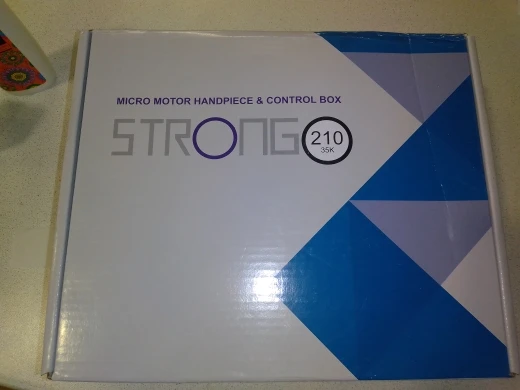 MICRO MOTOR HANDPIECE & CONTROL BOX
STRONG 210
35K